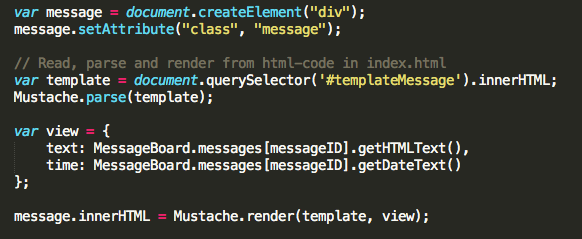 var message = document.createElement("div");
message.setAttribute("class", "message");
// Read, parse and render from html-code in index.html
var template = document.querySelector('#templateMessage').innerHTML;
Mustache.parse(template);
var view = {
    text: MessageBoard.messages[messageID].getHTMLText(),
    time: MessageBoard.messages[messageID].getDateText()
};
message.innerHTML = Mustache.render(template, view);